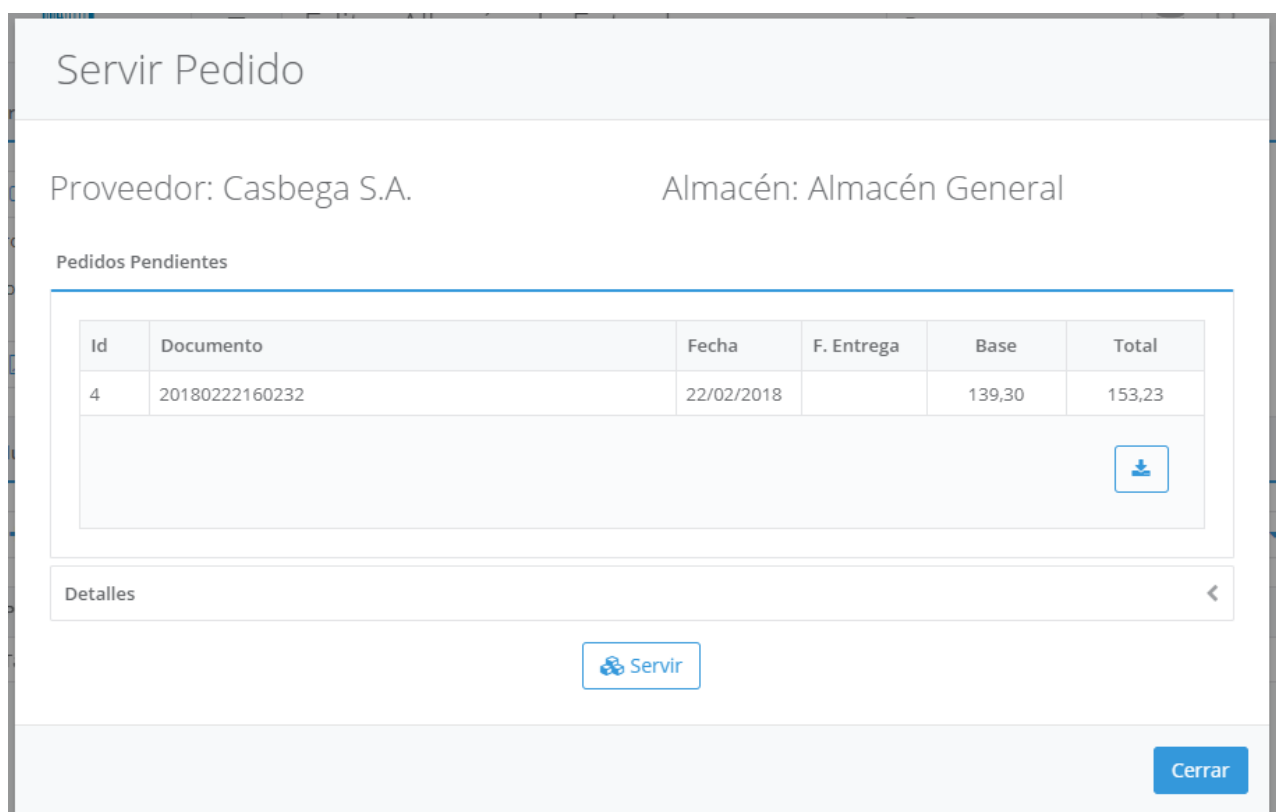 Servir Pedido
Proveedor: Casbega S.A. Almacén: Almacén General
Pedidos Pendientes
Id Documento Fecha F. Entrega Base Total
4 20180222160232 22/02/2018 139,30 153,23
Detalles
Servir
Cerrar